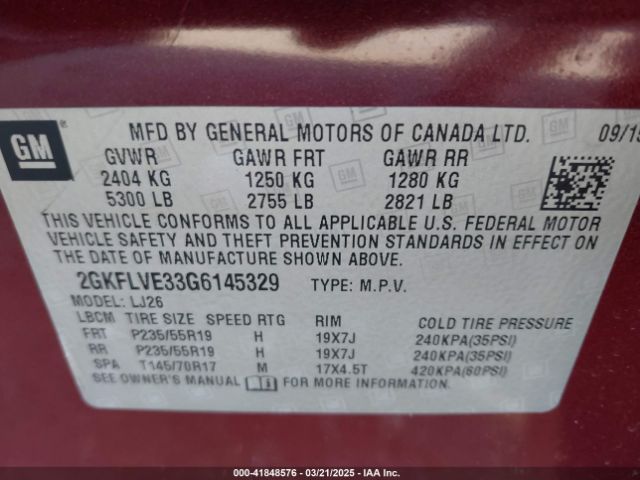 GM
MFD BY GENERAL MOTORS OF CANADA LTD. 09/15
GVWR GAWR FRT GAWR RR
2404 KG 1250 KG 1280 KG
5300 LB 2755 LB 2821 LB
THIS VEHICLE CONFORMS TO ALL APPLICABLE U.S. FEDERAL MOTOR
VEHICLE SAFETY AND THEFT PREVENTION STANDARDS IN EFFECT ON
THE DATE OF MANUFACTURE SHOWN ABOVE.
2GKFLVE33G6145329 TYPE: M.P.V.
MODEL: LJ26
LBCM TIRE SIZE SPEED RTG RIM COLD TIRE PRESSURE
FRT P235/55R19 H 19X7J 240KPA(35PSI)
RR P235/55R19 H 19X7J 240KPA(35PSI)
SPA T145/70R17 M 17X4.5T 420KPA(60PSI)
SEE OWNER'S MANUAL FOR MORE INFORMATION.
000-41848576 — 03/21/2025 — IAA Inc.